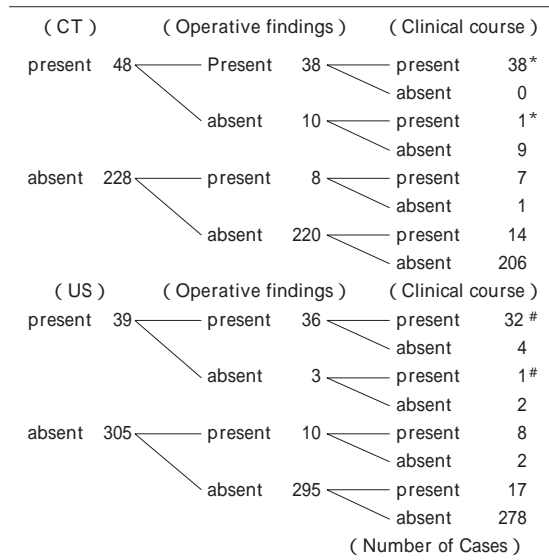 ( CT ) ( Operative findings ) ( Clinical course )
present 48 Present 38 present 38*
absent 0
absent 10 present 1*
absent 9
absent 228 present 8 present 7
absent 1
absent 220 present 14
absent 206
( US ) ( Operative findings ) ( Clinical course )
present 39 present 36 present 32 #
absent 4
absent 3 present 1 #
absent 2
absent 305 present 10 present 8
absent 2
absent 295 present 17
absent 278
( Number of Cases )